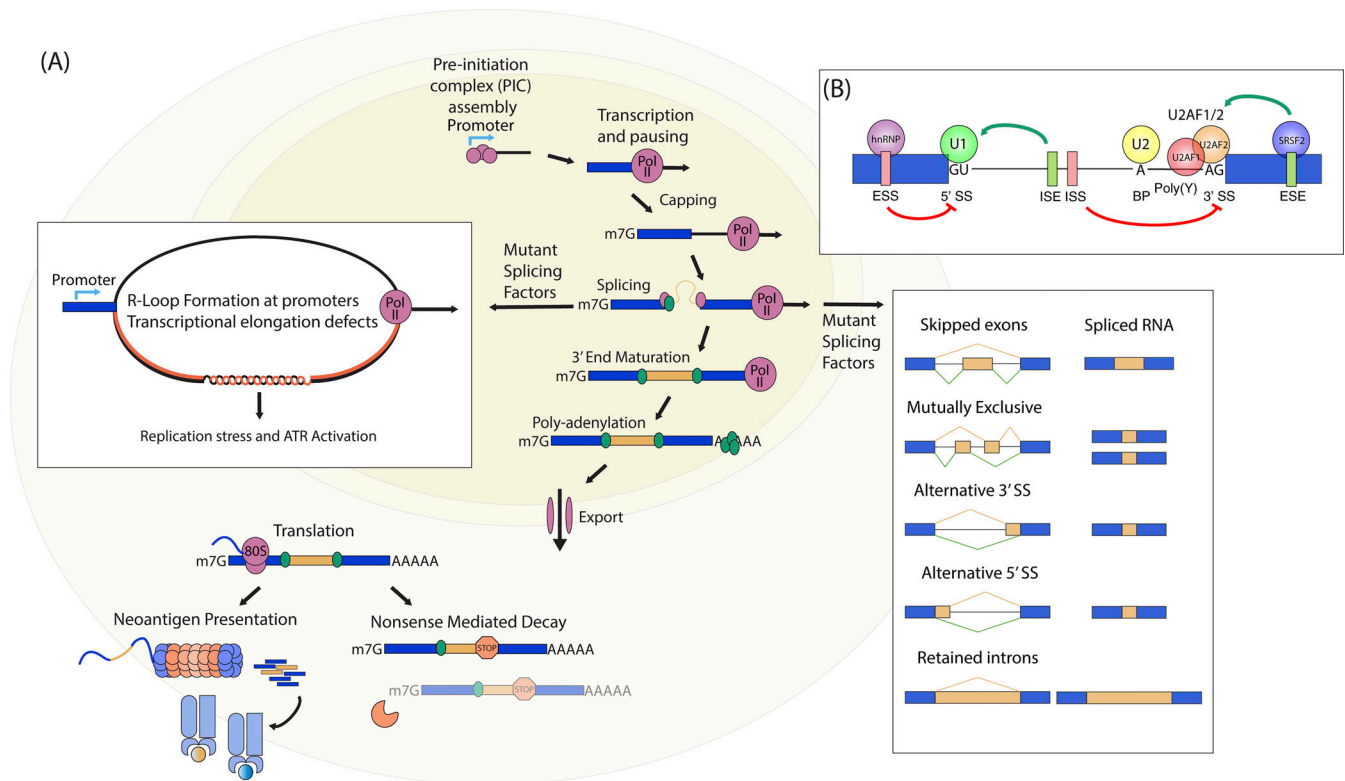 (A)
Pre-initiation
complex (PIC)
assembly
Promoter
Transcription
and pausing
Pol
II
Capping
m7G
Pol
II
Splicing
m7G
Pol
II
Mutant
Splicing
Factors
Mutant
Splicing
Factors
3' End Maturation
m7G
Pol
II
Poly-adenylation
m7G
AAAAA
Export
Promoter
R-Loop Formation at promoters
Transcriptional elongation defects
Pol
II
Replication stress and ATR Activation
Translation
80S
m7G
AAAAA
Neoantigen Presentation
Nonsense Mediated Decay
m7G
STOP
AAAAA
m7G
STOP
AAAAA
(B)
U2AF1/2
hnRNP
U1
U2
U2AF1
U2AF2
SRSF2
GU
A
AG
ESS
5' SS
ISE
ISS
BP
Poly(Y)
3' SS
ESE
Skipped exons
Spliced RNA
Mutually Exclusive
Alternative 3' SS
Alternative 5' SS
Retained introns